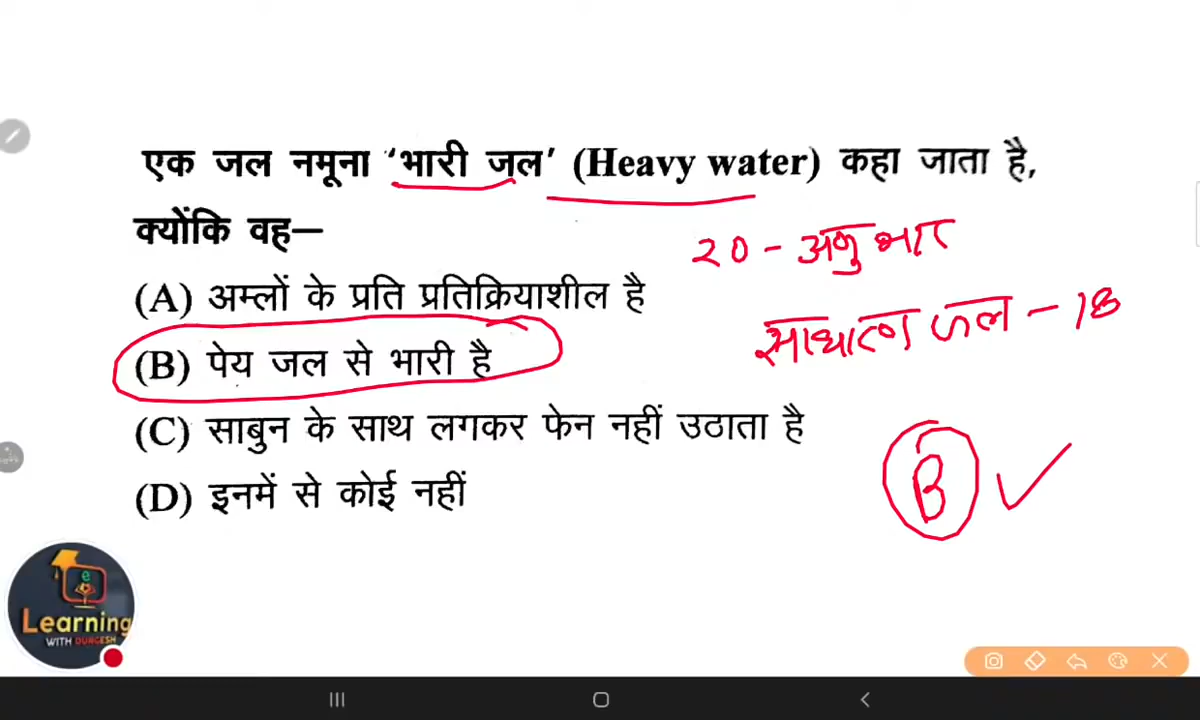 एक जल नमूना ‘भारी जल’ (Heavy water) कहा जाता है,
क्योंकि वह—
20 - अणु भार
(A) अम्लों के प्रति प्रतिक्रियाशील है
साधारण जल - 18
(B) पेय जल से भारी है
(C) साबुन के साथ लगकर फेन नहीं उठाता है
B
(D) इनमें से कोई नहीं
e
Learning
WITH DURGESH